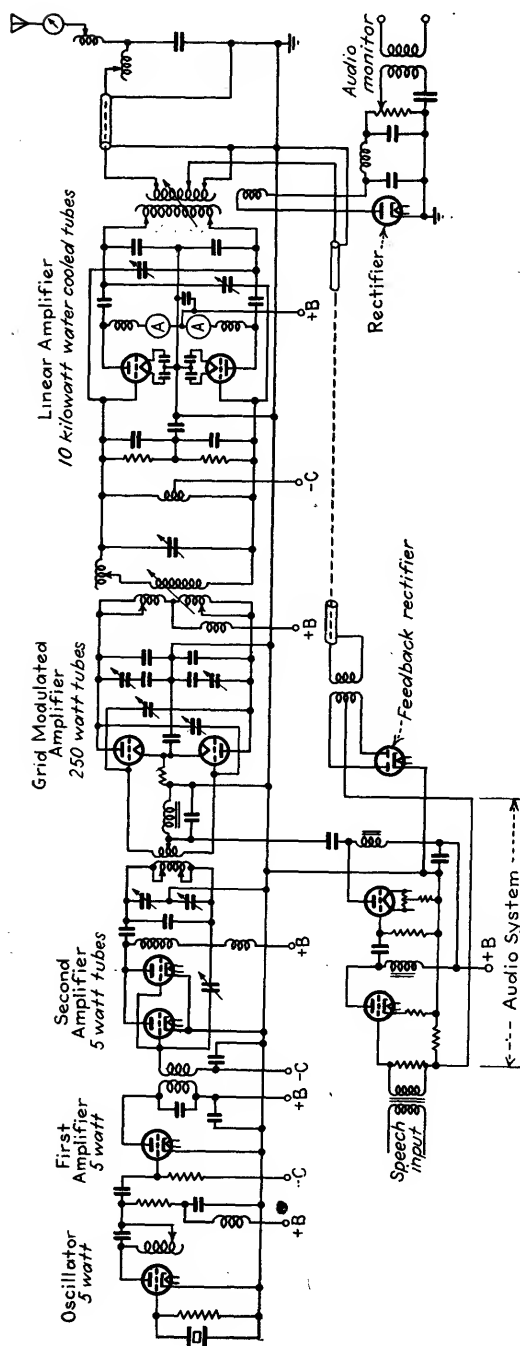 Oscillator
5 watt
First
Amplifier
5 watt
Second
Amplifier
5 watt tubes
Grid Modulated
Amplifier
250 watt tubes
Linear Amplifier
10 kilowatt water cooled tubes
A
A
+B
-C
+B
-C
+B
+B
-C
+B
Speech
input
+B
Audio System
Feedback rectifier
Rectifier
Audio
monitor